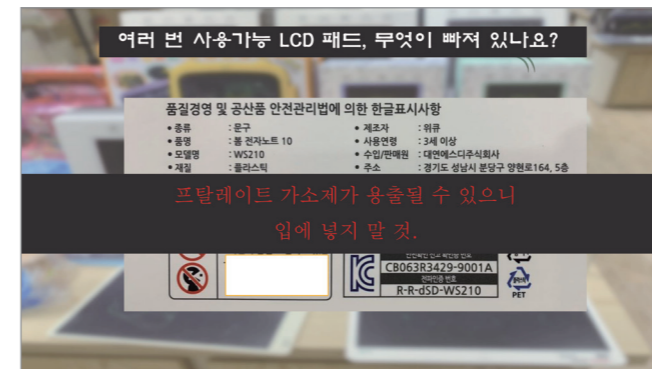 여러 번 사용가능 LCD 패드, 무엇이 빠져 있나요?
품질경영 및 공산품 안전관리법에 의한 한글표시사항
• 종류 : 문구
• 제조자 : 위큐
• 품명 : 붐 전자노트 10
• 사용연령 : 3세 이상
• 모델명 : WS210
• 수입/판매원 : 대연에스디주식회사
• 재질 : 플라스틱
• 주소 : 경기도 성남시 분당구 양현로164, 5층
프탈레이트 가소제가 용출될 수 있으니
입에 넣지 말 것.
CB063R3429-9001A
전파인증 번호
R-R-dSD-WS210
PET